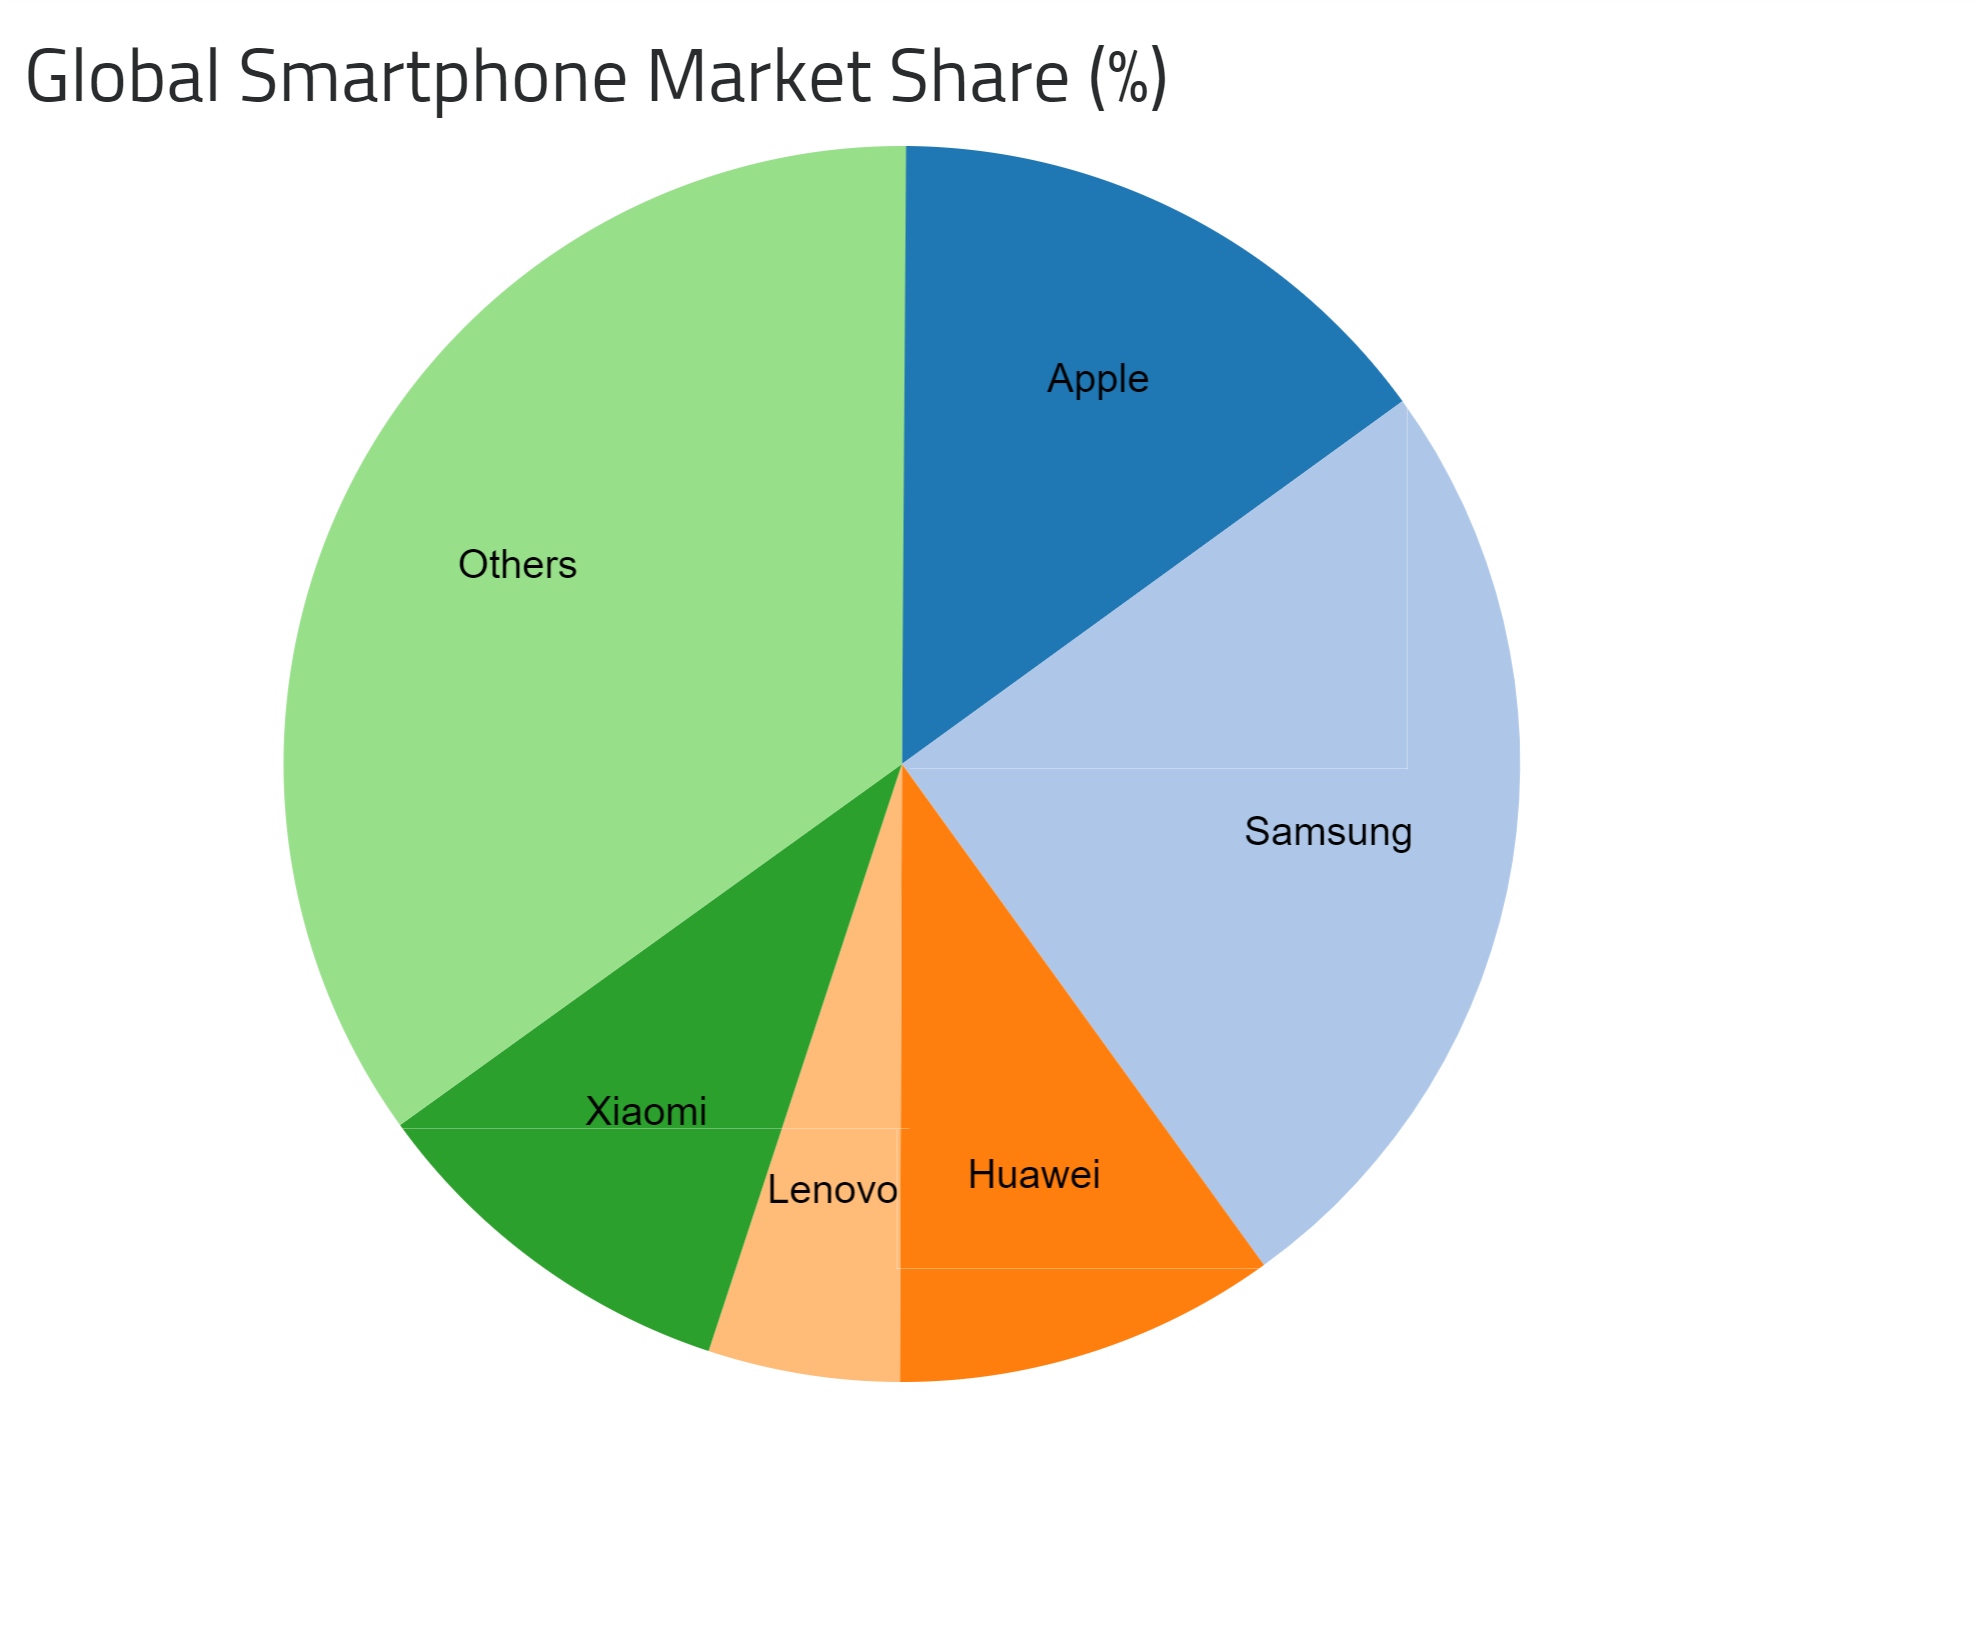 Global Smartphone Market Share (%)
Apple
Others
Samsung
Xiaomi
Huawei
Lenovo